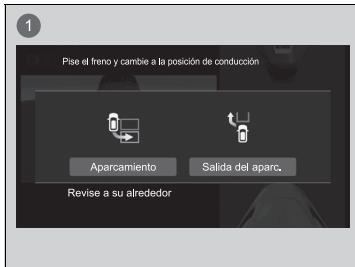 1
Pise el freno y cambie a la posición de conducción
Aparcamiento
Salida del aparc.
Revise a su alrededor